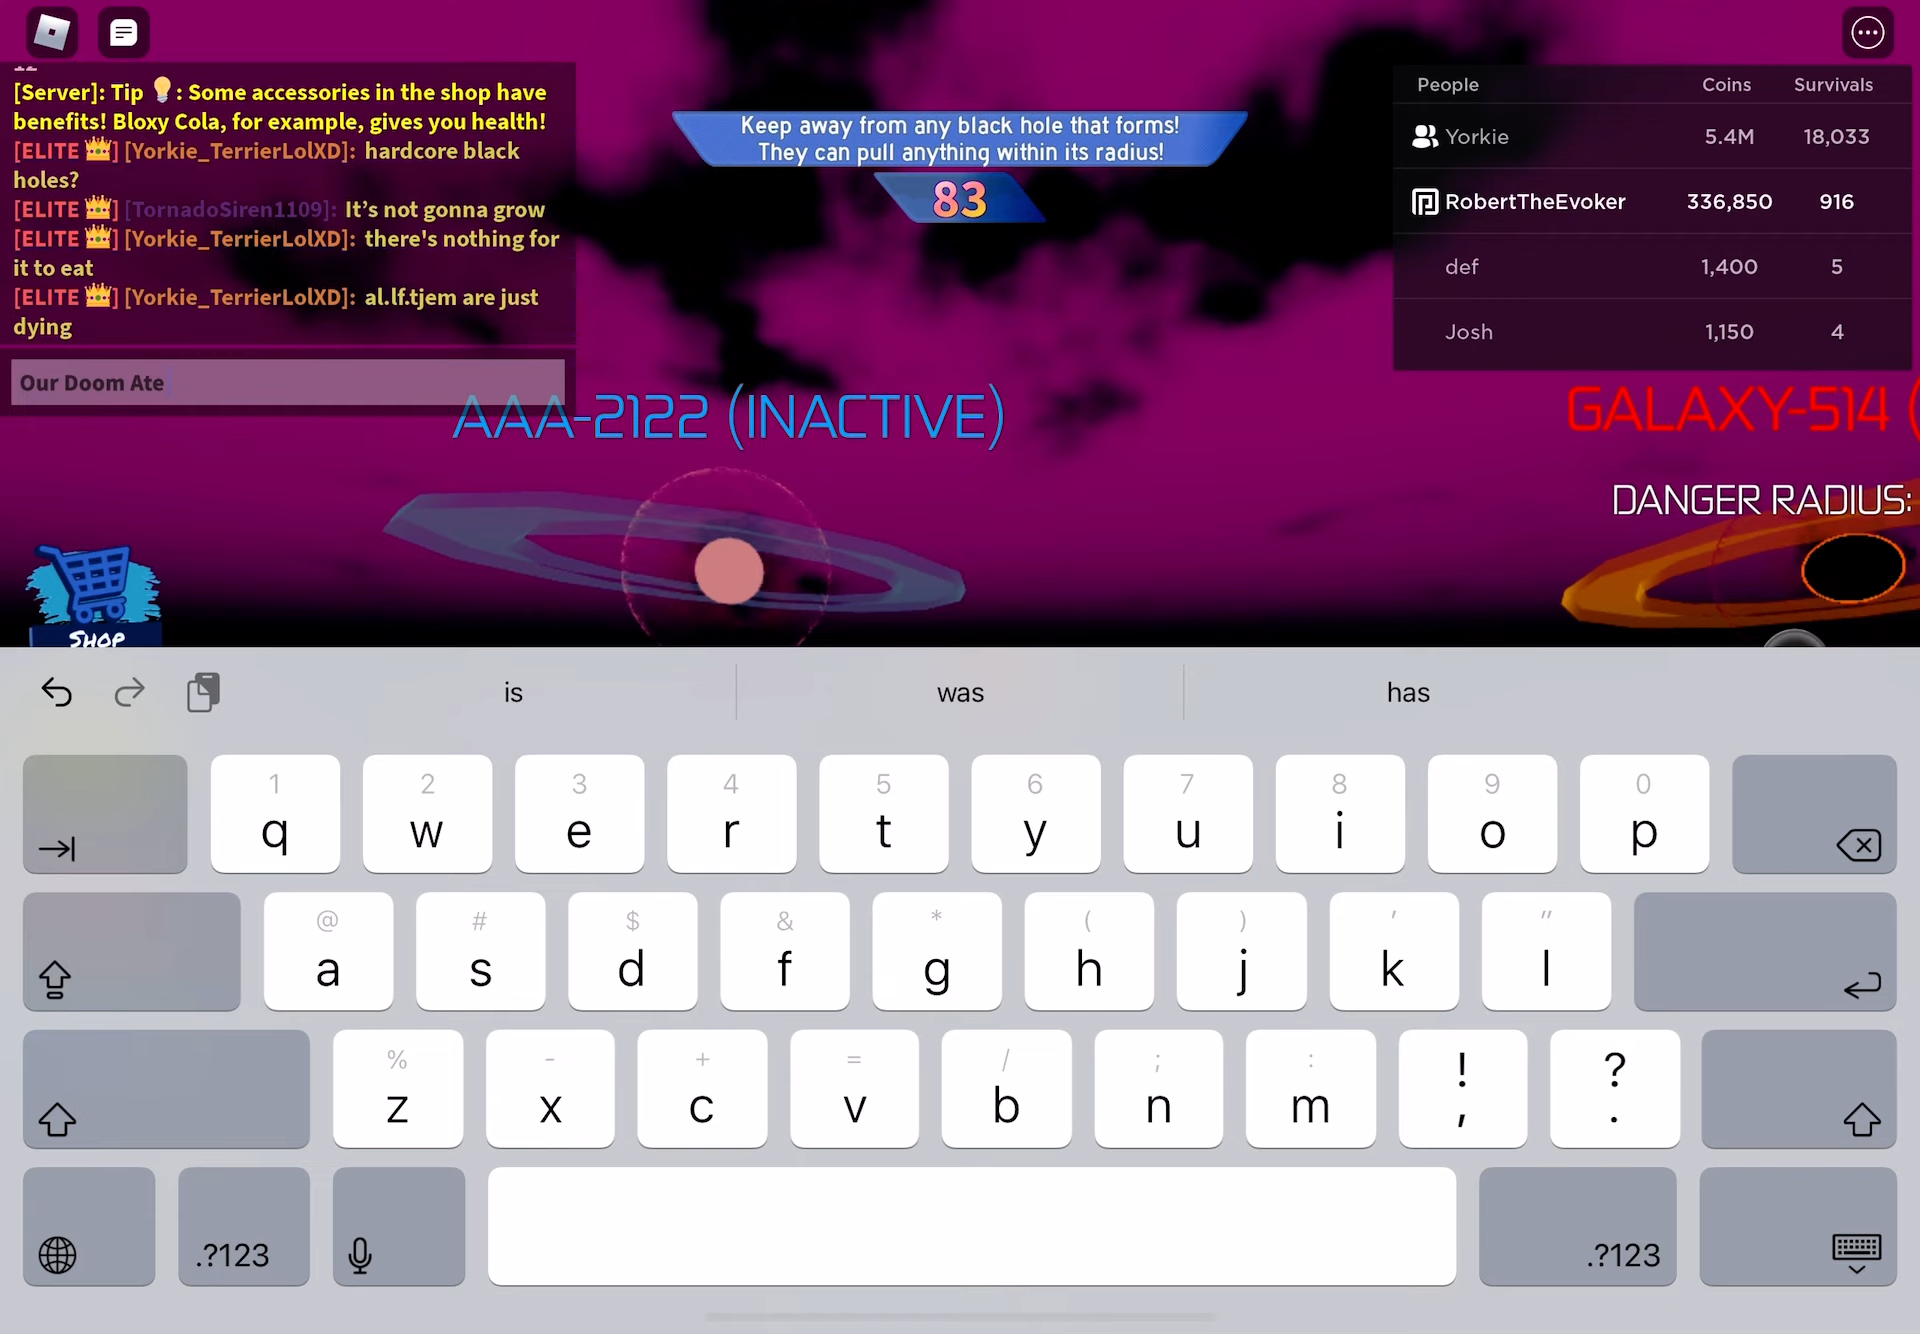 12
[Server]: Tip 💡: Some accessories in the shop have
benefits! Bloxy Cola, for example, gives you health!
[ELITE 👑] [Yorkie_TerrierLolXD]: hardcore black
holes?
[ELITE 👑] [TornadoSiren1109]: It’s not gonna grow
[ELITE 👑] [Yorkie_TerrierLolXD]: there's nothing for
it to eat
[ELITE 👑] [Yorkie_TerrierLolXD]: al.lf.tjem are just
dying
Our Doom Ate
Keep away from any black hole that forms!
They can pull anything within its radius!
83
People Coins Survivals
Yorkie 5.4M 18,033
RobertTheEvoker 336,850 916
def 1,400 5
Josh 1,150 4
AAA-2122 (INACTIVE)
GALAXY-514 (
DANGER RADIUS:
SHOP
is was has
1 2 3 4 5 6 7 8 9 0
q w e r t y u i o p
@ # $ & * ( ) ' "
a s d f g h j k l
% - + = / ; : ! ?
z x c v b n m , .
.?123 .?123